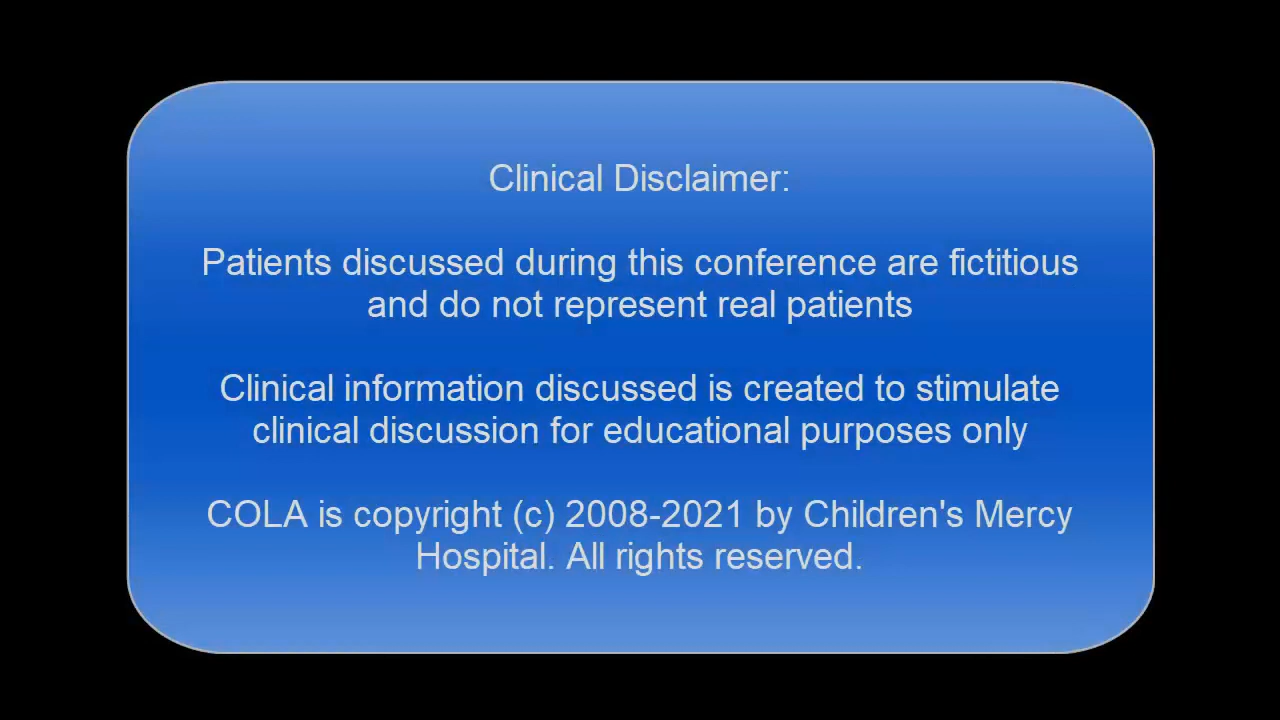 Clinical Disclaimer:
Patients discussed during this conference are fictitious
and do not represent real patients
Clinical information discussed is created to stimulate
clinical discussion for educational purposes only
COLA is copyright (c) 2008-2021 by Children's Mercy
Hospital. All rights reserved.